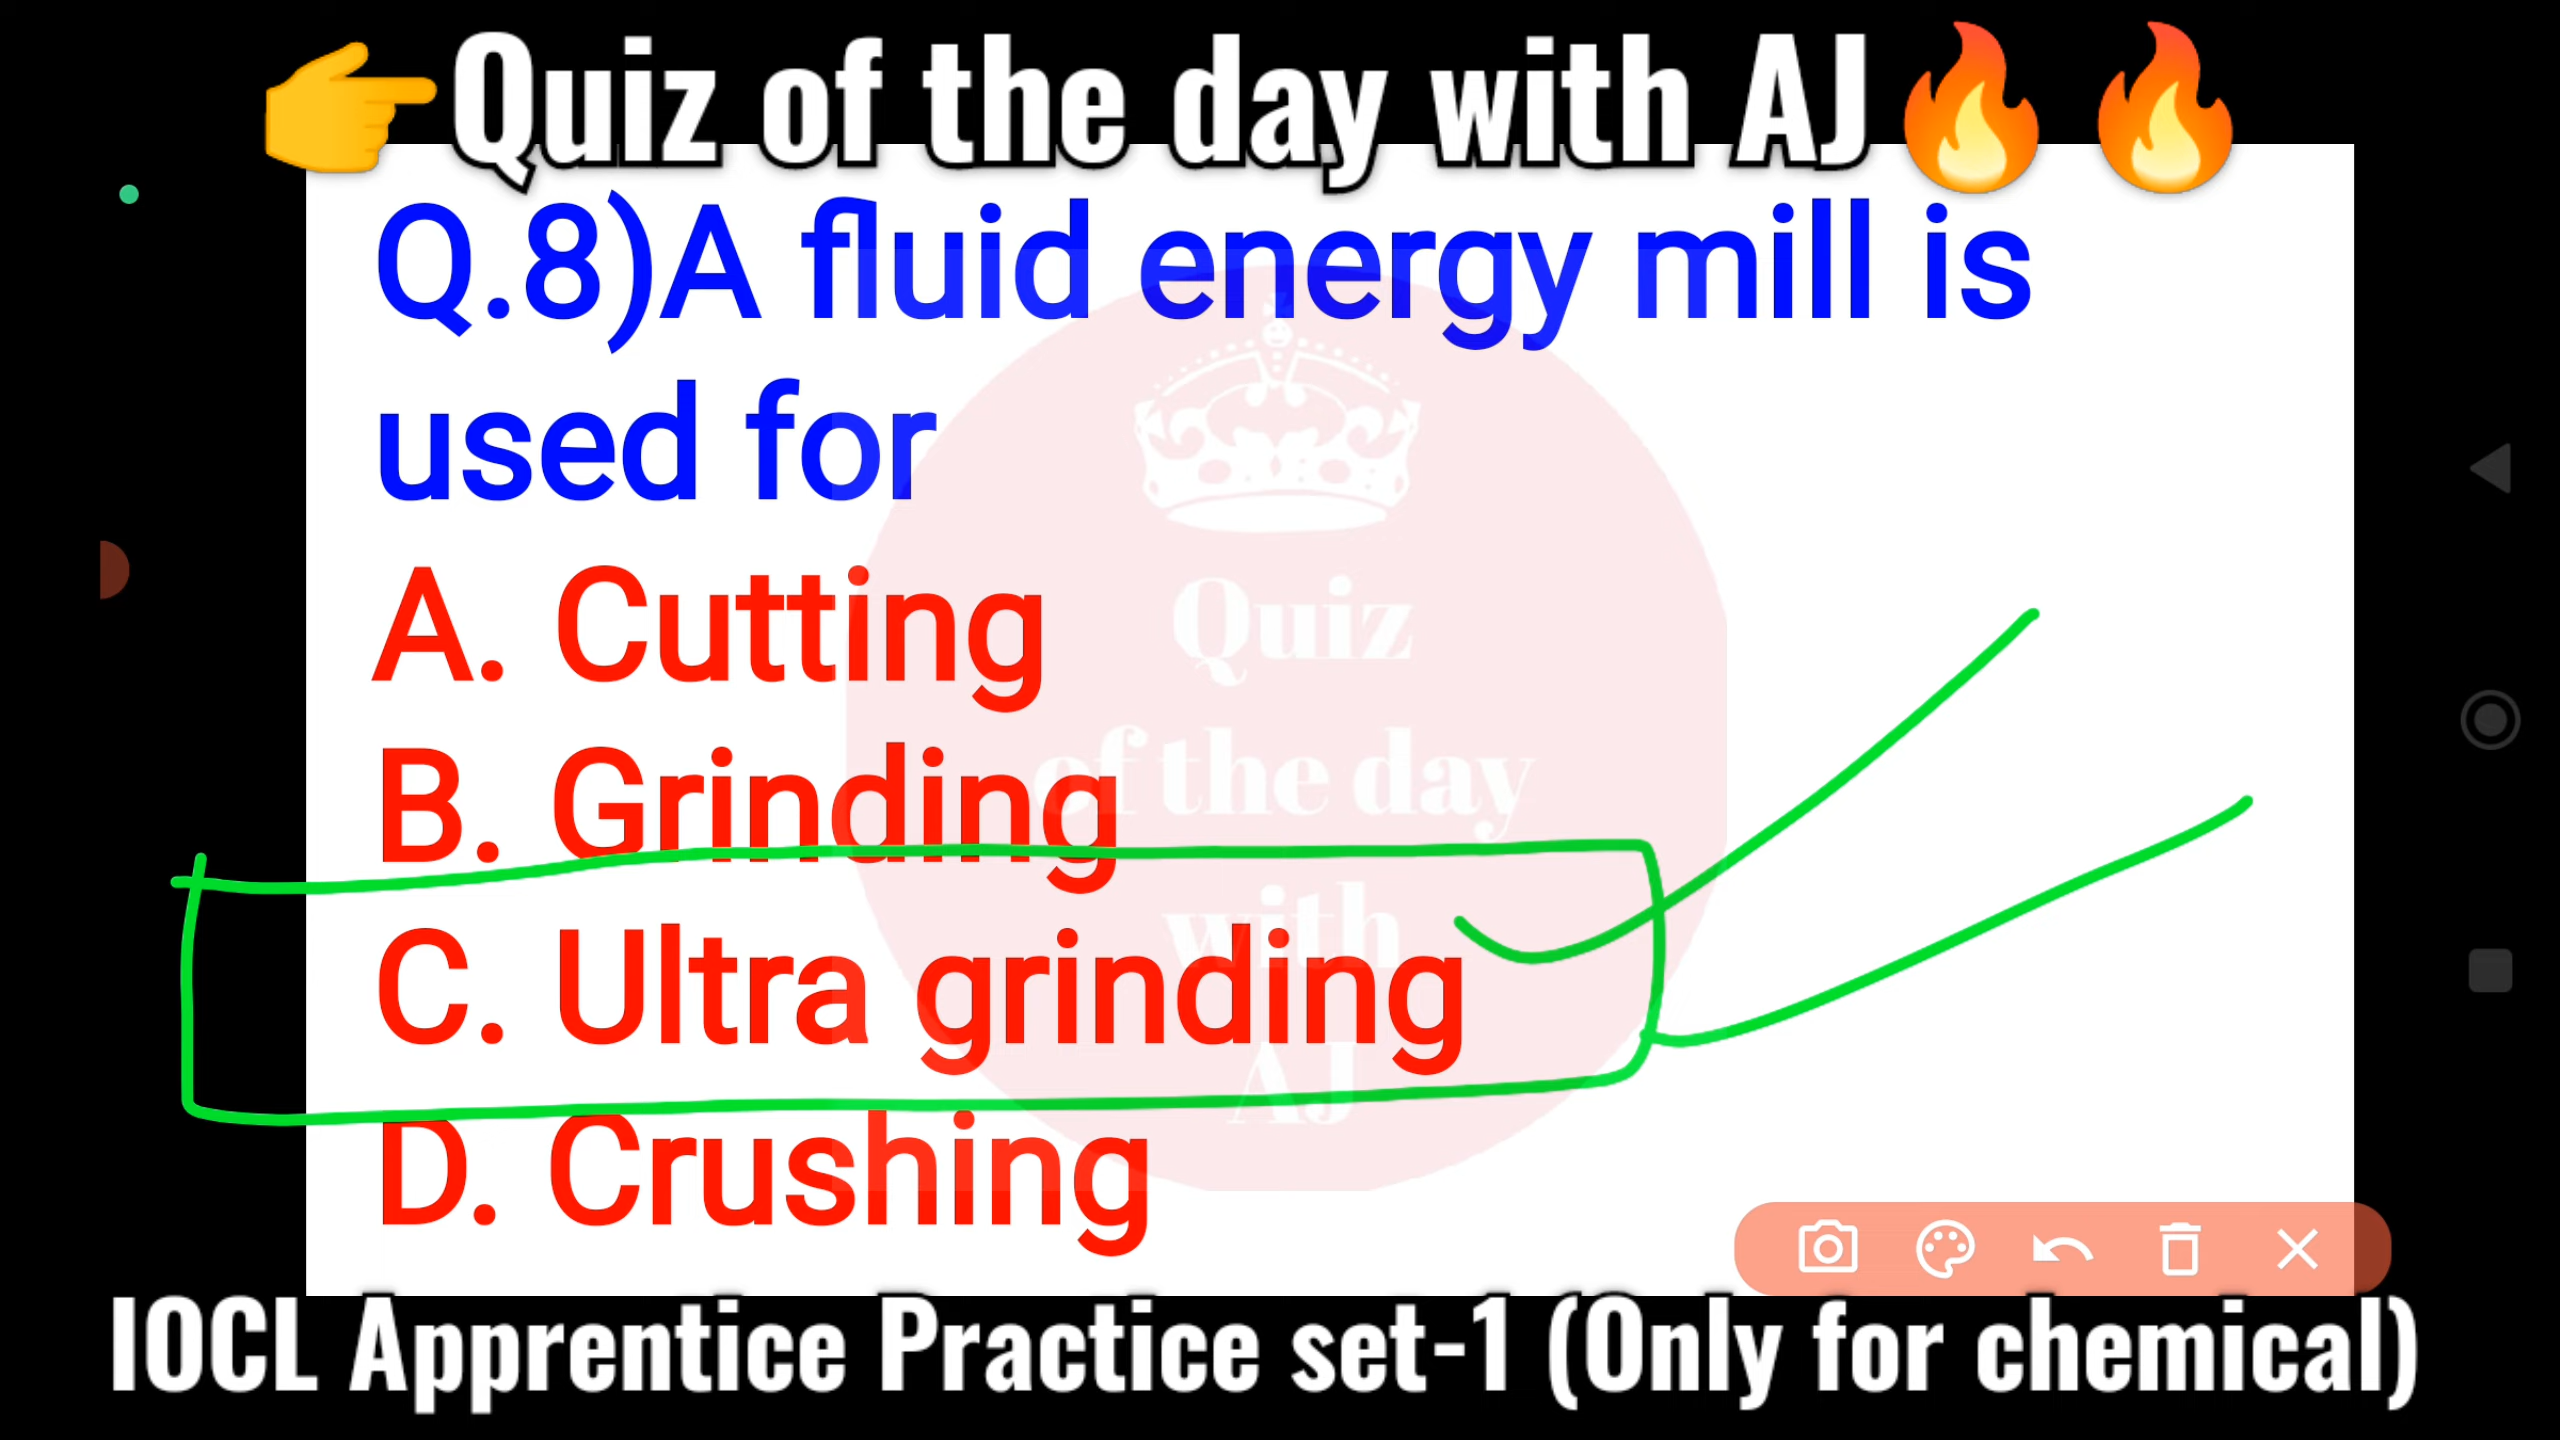 👉Quiz of the day with AJ🔥🔥
Q.8)A fluid energy mill is
used for
A. Cutting
B. Grinding
C. Ultra grinding
D. Crushing
Quiz
of the day
with
AJ
IOCL Apprentice Practice set-1 (Only for chemical)